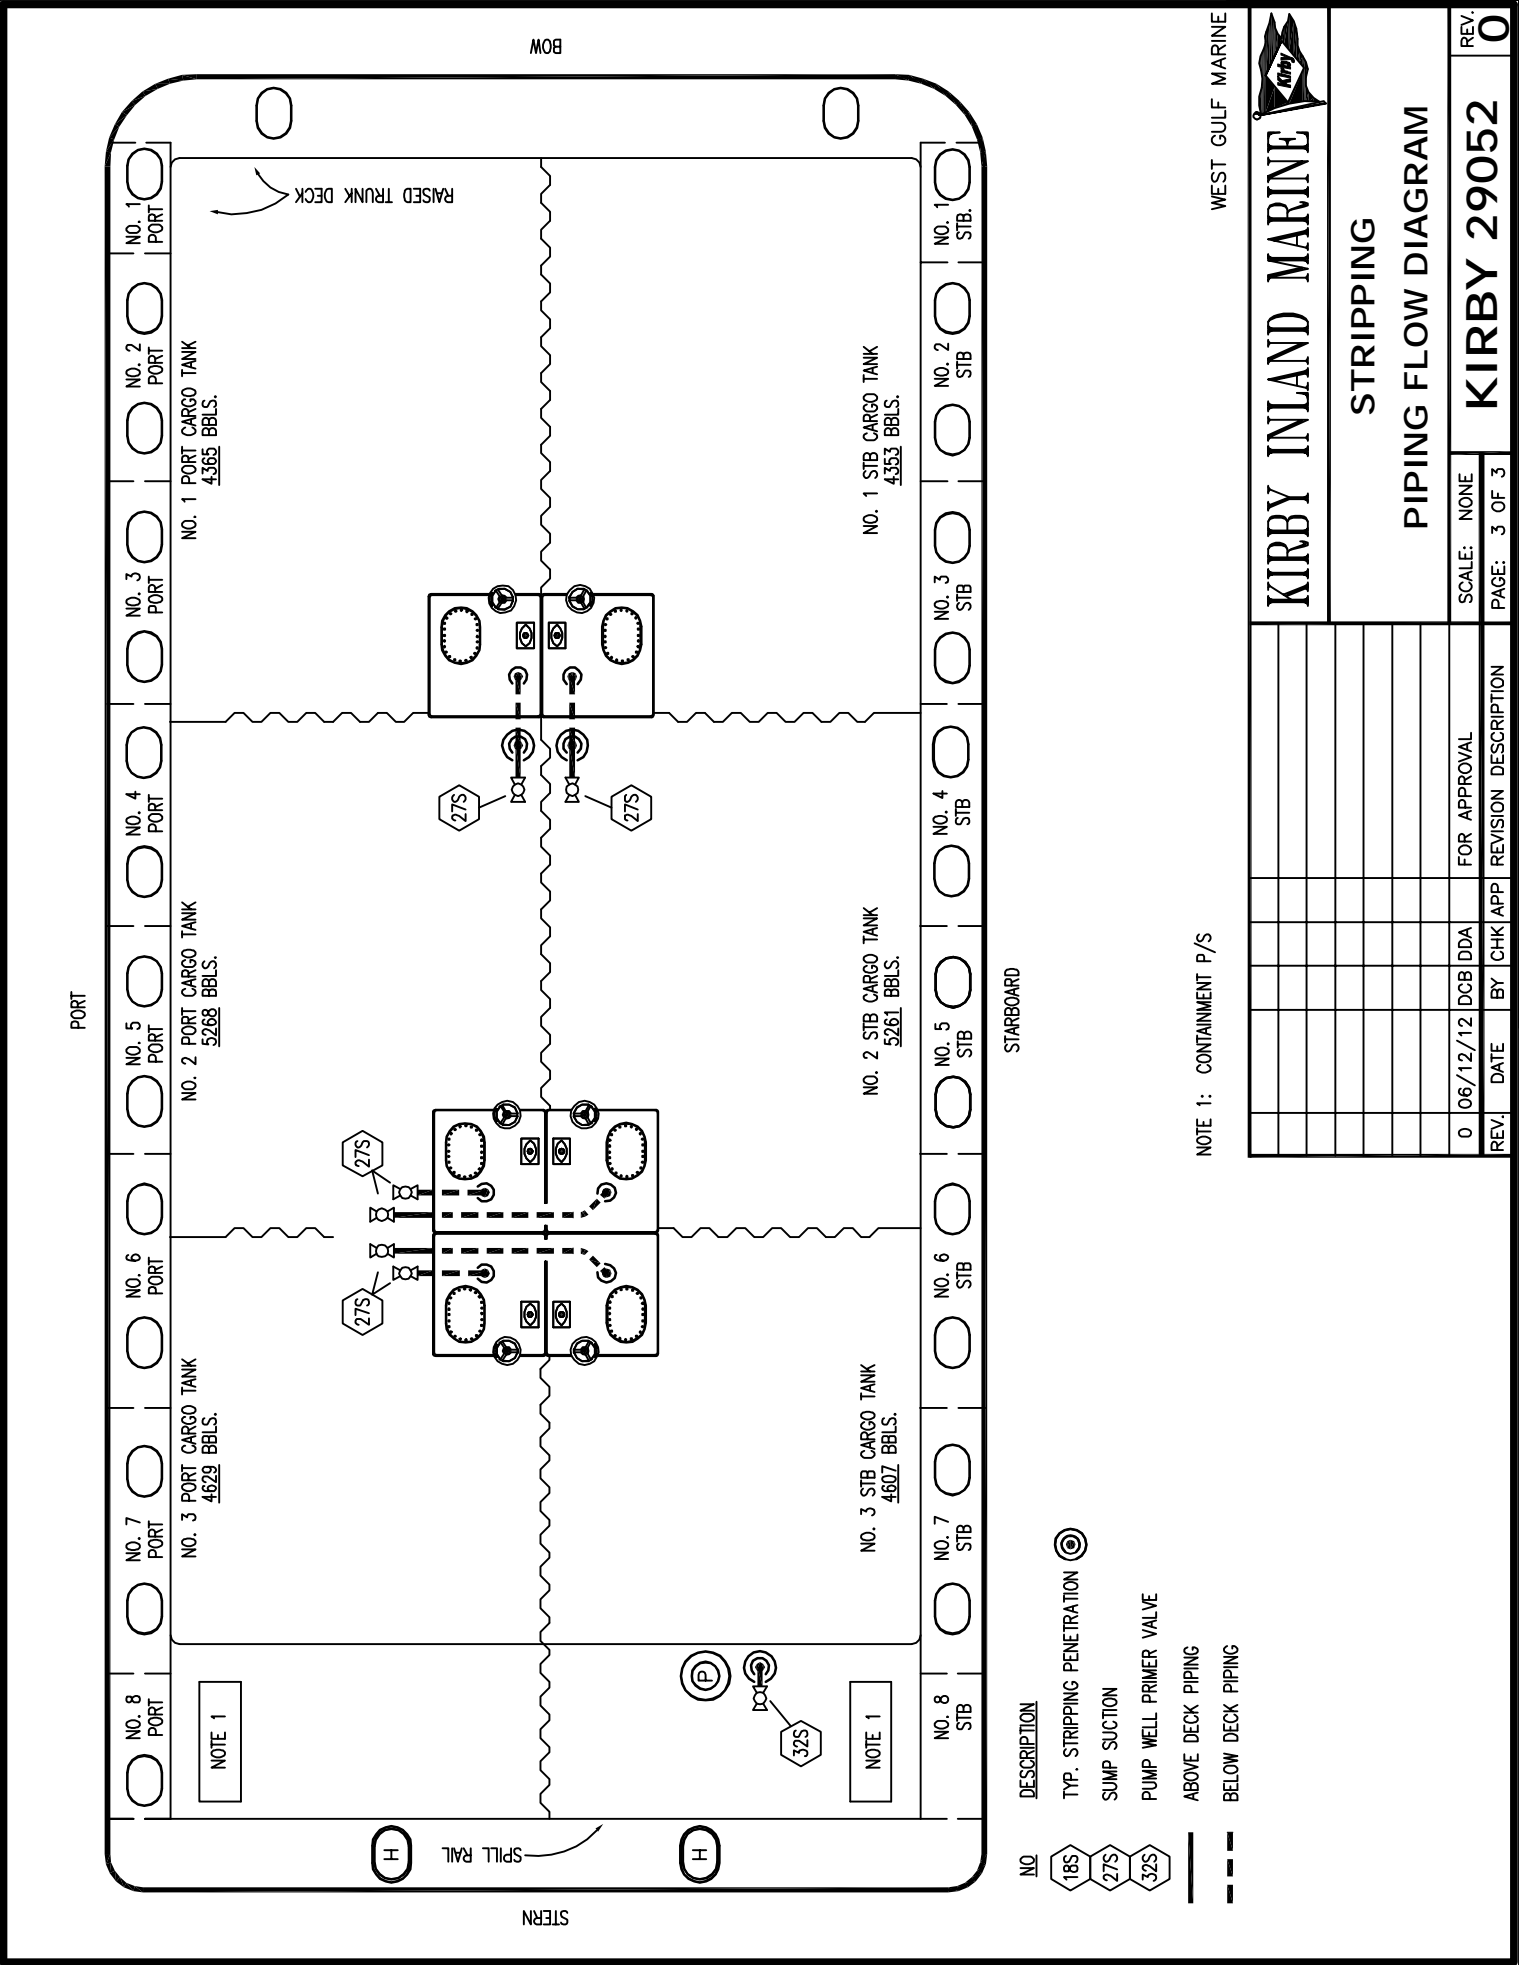 BOW
PORT
STARBOARD
STERN
RAISED TRUNK DECK
SPILL RAIL
NO. 8
PORT
NO. 7
PORT
NO. 6
PORT
NO. 5
PORT
NO. 4
PORT
NO. 3
PORT
NO. 2
PORT
NO. 1
PORT
NO. 3 PORT CARGO TANK
4629 BBLS.
NO. 2 PORT CARGO TANK
5268 BBLS.
NO. 1 PORT CARGO TANK
4365 BBLS.
NOTE 1
H
27S
27S
27S
27S
P
32S
H
NOTE 1
NO. 3 STB CARGO TANK
4607 BBLS.
NO. 2 STB CARGO TANK
5261 BBLS.
NO. 1 STB CARGO TANK
4353 BBLS.
NO. 8
STB
NO. 7
STB
NO. 6
STB
NO. 5
STB
NO. 4
STB
NO. 3
STB
NO. 2
STB
NO. 1
STB.
NO DESCRIPTION
18S TYP. STRIPPING PENETRATION
27S SUMP SUCTION
32S PUMP WELL PRIMER VALVE
ABOVE DECK PIPING
BELOW DECK PIPING
NOTE 1: CONTAINMENT P/S
WEST GULF MARINE
KIRBY INLAND MARINE
Kirby
STRIPPING
PIPING FLOW DIAGRAM
0 06/12/12 DCB DDA FOR APPROVAL
REV. DATE BY CHK APP REVISION DESCRIPTION
SCALE: NONE
PAGE: 3 OF 3
KIRBY 29052
REV.
0